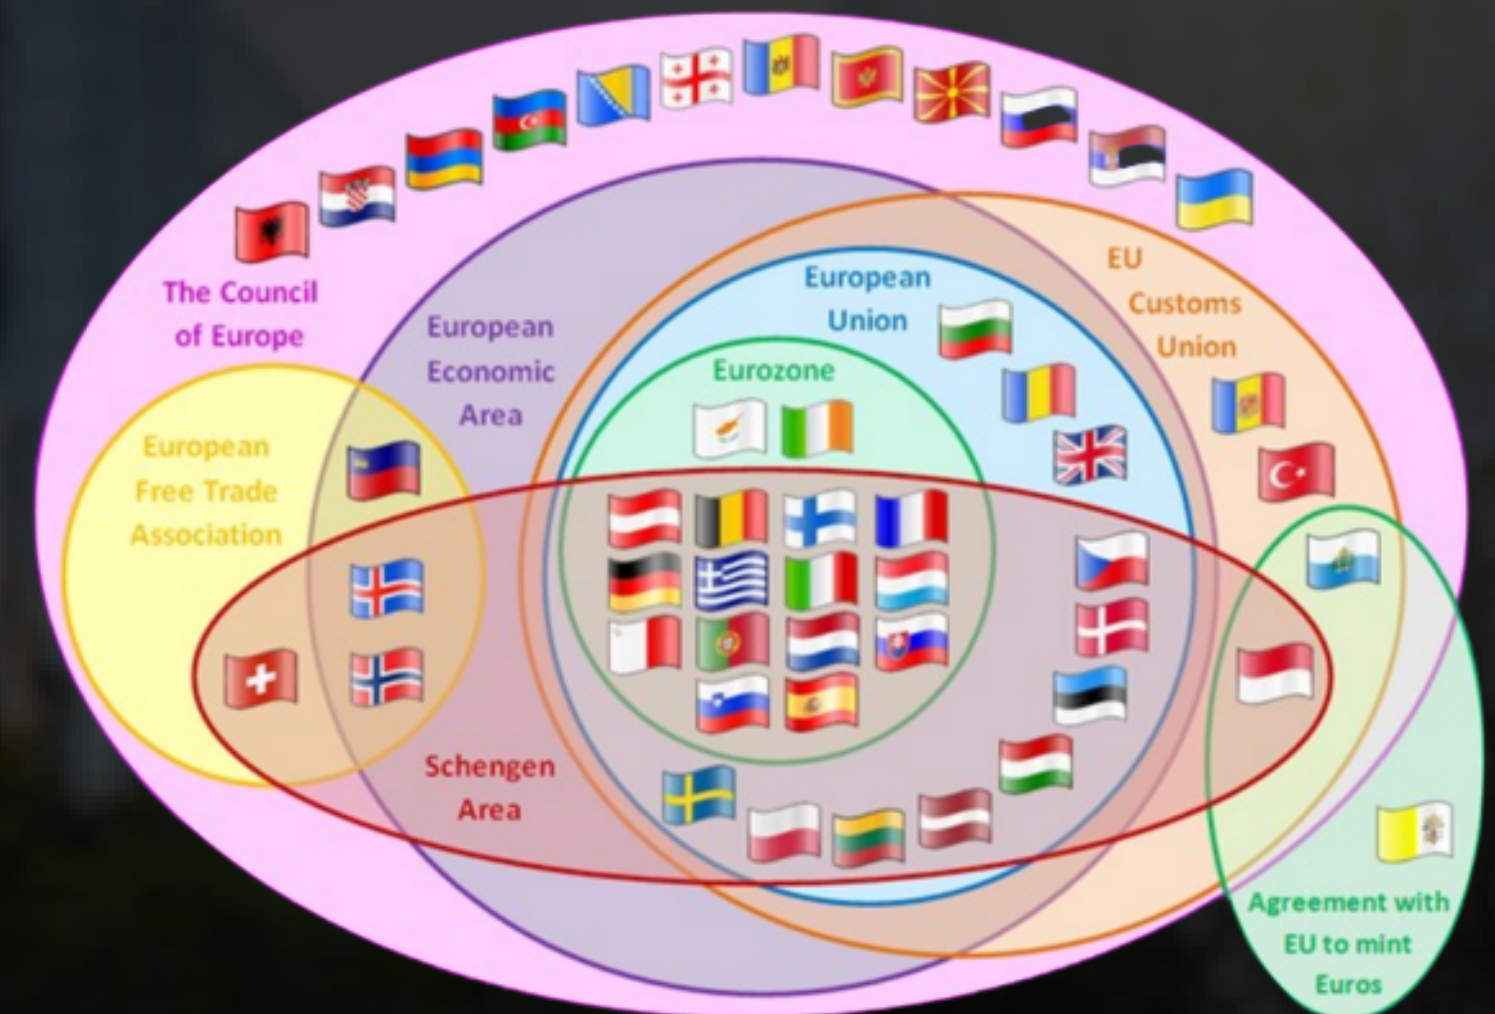 The Council
of Europe
European
Economic
Area
European
Union
EU
Customs
Union
Eurozone
European
Free Trade
Association
Schengen
Area
Agreement with
EU to mint
Euros